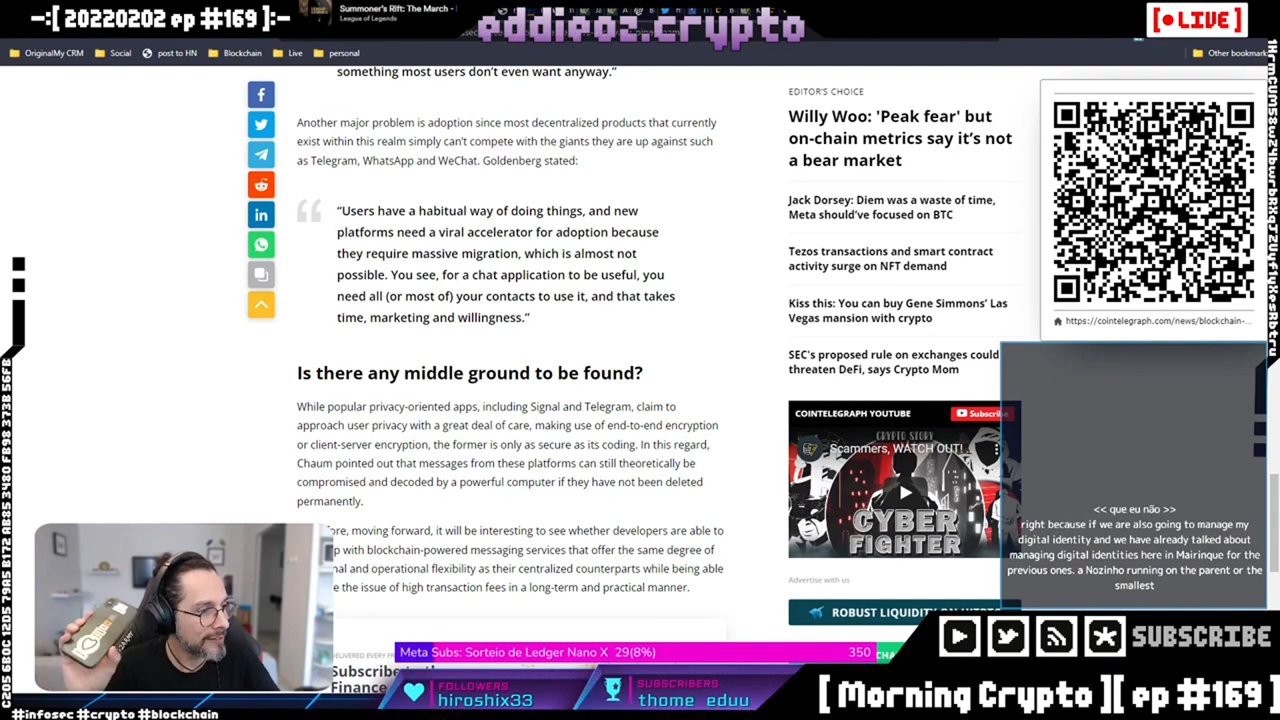 -:[ 20220202 ep #169 ]:-
Summoner's Rift: The March -
League of Legends
eddieoz.crypto
[ LIVE ]
OriginalMy CRM
Social
post to HN
Blockchain
Live
personal
Other bookmark
something most users don't even want anyway.”
Another major problem is adoption since most decentralized products that currently
exist within this realm simply can't compete with the giants they are up against such
as Telegram, WhatsApp and WeChat. Goldenberg stated:
“Users have a habitual way of doing things, and new
platforms need a viral accelerator for adoption because
they require massive migration, which is almost not
possible. You see, for a chat application to be useful, you
need all (or most of) your contacts to use it, and that takes
time, marketing and willingness.”
Is there any middle ground to be found?
While popular privacy-oriented apps, including Signal and Telegram, claim to
approach user privacy with a great deal of care, making use of end-to-end encryption
or client-server encryption, the former is only as secure as its coding. In this regard,
Chaum pointed out that messages from these platforms can still theoretically be
compromised and decoded by a powerful computer if they have not been deleted
permanently.
ore, moving forward, it will be interesting to see whether developers are able to
p with blockchain-powered messaging services that offer the same degree of
al and operational flexibility as their centralized counterparts while being able
e the issue of high transaction fees in a long-term and practical manner.
DELIVERED EVERY
Subscribe to
Finance
EDITOR'S CHOICE
Willy Woo: 'Peak fear' but
on-chain metrics say it's not
a bear market
Jack Dorsey: Diem was a waste of time,
Meta should've focused on BTC
Tezos transactions and smart contract
activity surge on NFT demand
Kiss this: You can buy Gene Simmons' Las
Vegas mansion with crypto
SEC's proposed rule on exchanges could
threaten DeFi, says Crypto Mom
COINTELEGRAPH YOUTUBE
Subscribe
CRYPTO STORY
Scammers, WATCH OUT! ...
CYBER
FIGHTER
Advertise with us
ROBUST LIQUIDITY
https://cointelegraph.com/news/blockchain-...
<< que eu não >>
right because if we are also going to manage my
digital identity and we have already talked about
managing digital identities here in Mairinque for the
previous ones. a Nozinho running on the parent or the
smallest
Meta Subs: Sorteio de Ledger Nano X 29(8%)
350
FOLLOWERS
hiroshix33
SUBSCRIBERS
thome_eduu
SUBSCRIBE
[ Morning Crypto ][ ep #169 ]
#infosec #crypto #blockchain